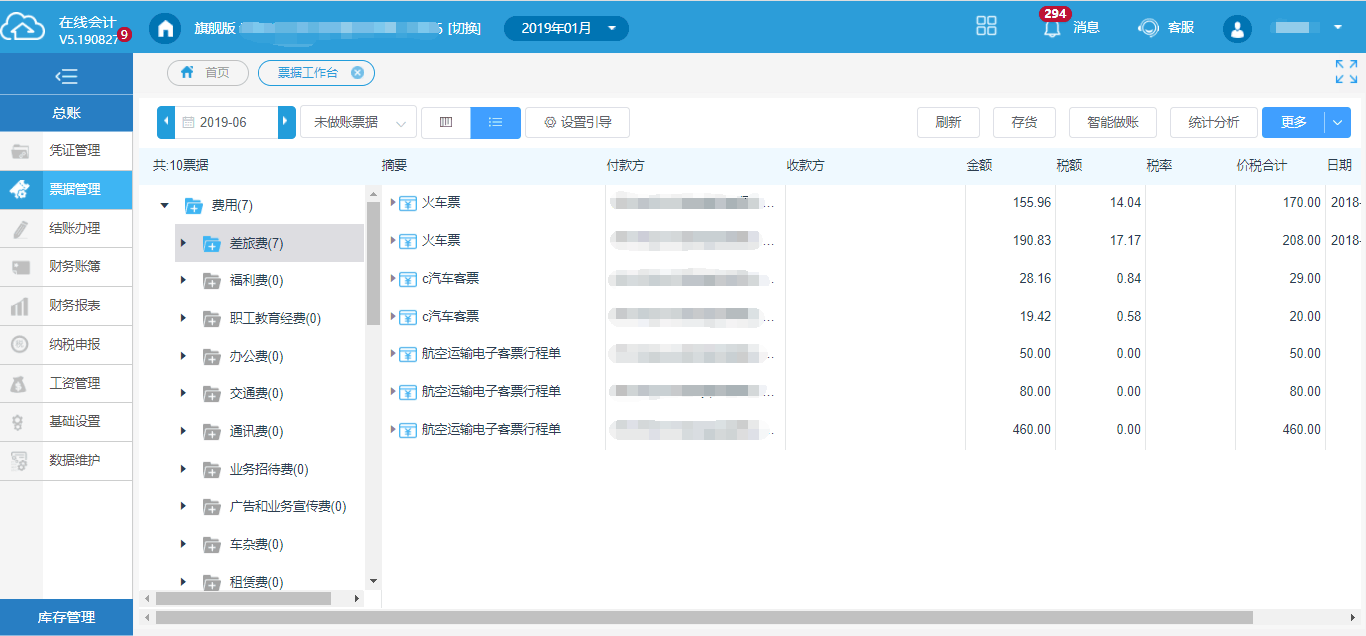 在线会计
V5.190827 9
旗舰版 [切换] 2019年01月 294 消息 客服
首页 票据工作台
总账
凭证管理
票据管理
结账办理
财务账簿
财务报表
纳税申报
工资管理
基础设置
数据维护
库存管理
2019-06 未做账票据 设置引导 刷新 存货 智能做账 统计分析 更多
共:10票据 摘要 付款方 收款方 金额 税额 税率 价税合计 日期
费用(7)
差旅费(7)
福利费(0)
职工教育经费(0)
办公费(0)
交通费(0)
通讯费(0)
业务招待费(0)
广告和业务宣传费(0)
车杂费(0)
租赁费(0)
火车票 ... 155.96 14.04 170.00 2018-
火车票 ... 190.83 17.17 208.00 2018-
c汽车客票 . 28.16 0.84 29.00
c汽车客票 ... 19.42 0.58 20.00
航空运输电子客票行程单 .. 50.00 0.00 50.00
航空运输电子客票行程单 ... 80.00 0.00 80.00
航空运输电子客票行程单 . 460.00 0.00 460.00